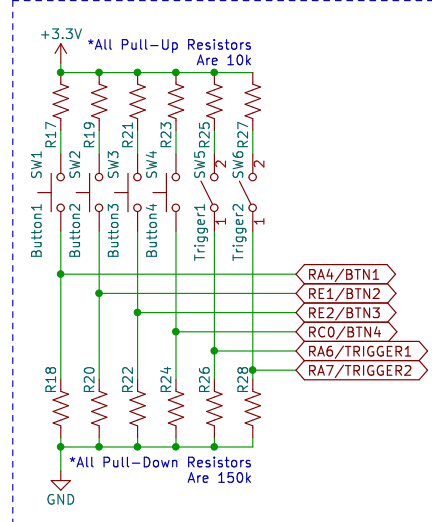 +3.3V
*All Pull-Up Resistors
Are 10k
R17
R19
R21
R23
R25
R27
SW1
SW2
SW3
SW4
SW5
SW6
2
2
Button1
Button2
Button3
Button4
Trigger1
Trigger2
1
1
RA4/BTN1
RE1/BTN2
RE2/BTN3
RC0/BTN4
RA6/TRIGGER1
RA7/TRIGGER2
R18
R20
R22
R24
R26
R28
*All Pull-Down Resistors
Are 150k
GND